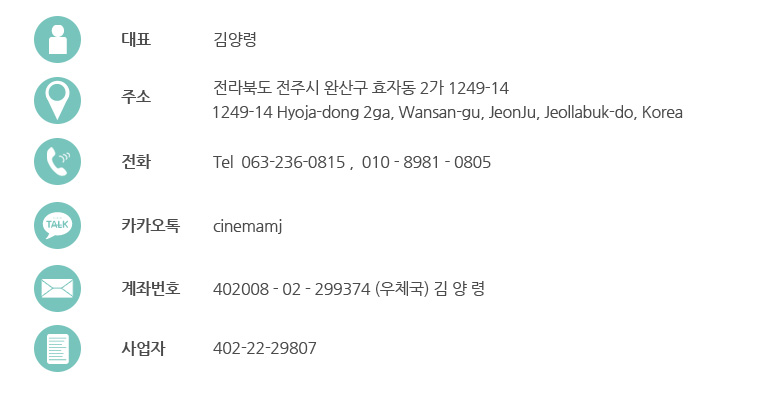 대표 김양령
주소 전라북도 전주시 완산구 효자동 2가 1249-14
1249-14 Hyoja-dong 2ga, Wansan-gu, JeonJu, Jeollabuk-do, Korea
전화 Tel 063-236-0815 , 010 - 8981 - 0805
TALK
카카오톡 cinemamj
계좌번호 402008 - 02 - 299374 (우체국) 김 양 령
사업자 402-22-29807